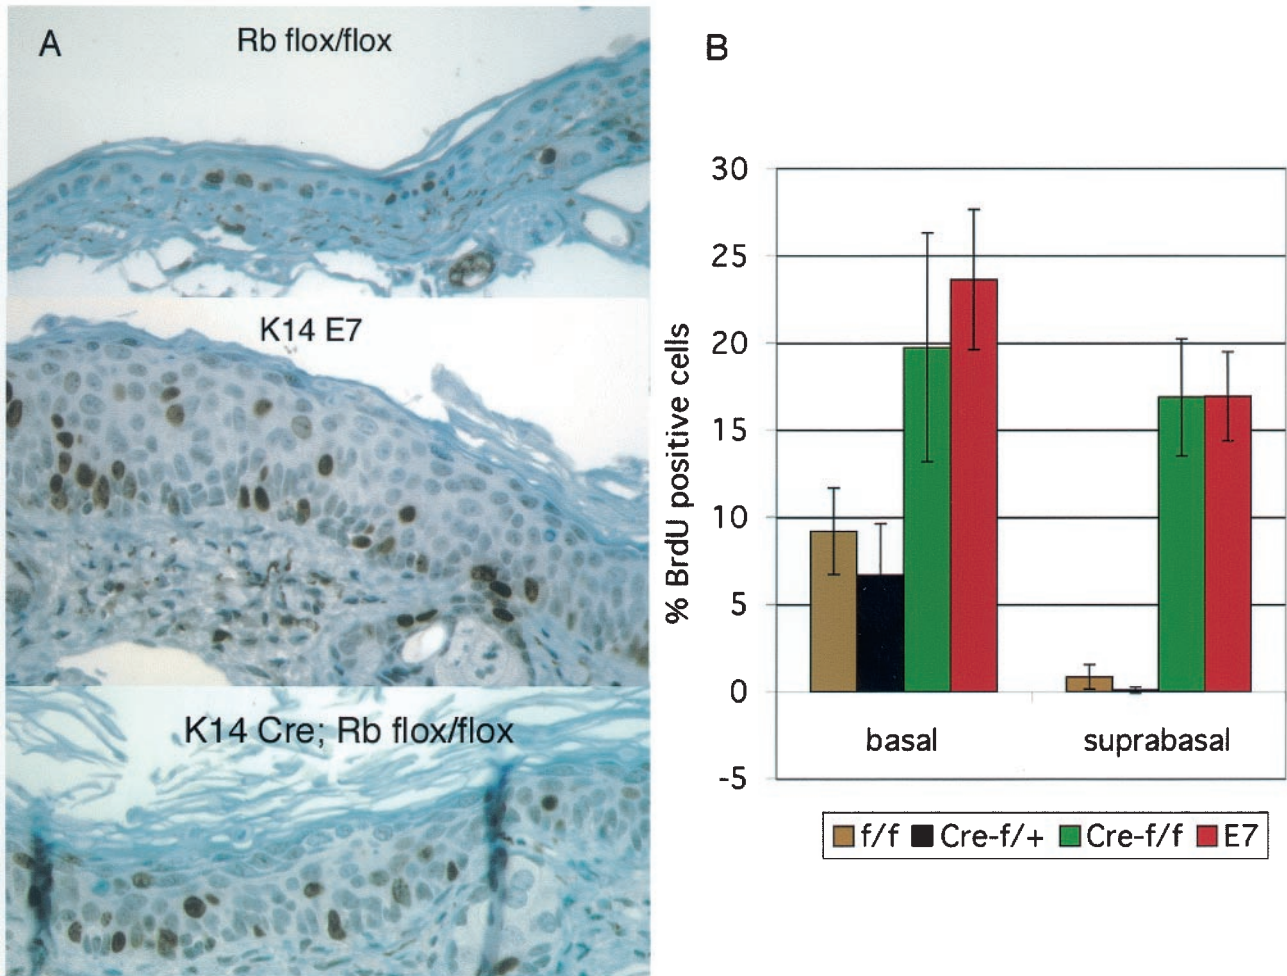 A
Rb flox/flox
K14 E7
K14 Cre; Rb flox/flox
B
% BrdU positive cells
30
25
20
15
10
5
0
-5
basal
suprabasal
f/f
Cre-f/+
Cre-f/f
E7